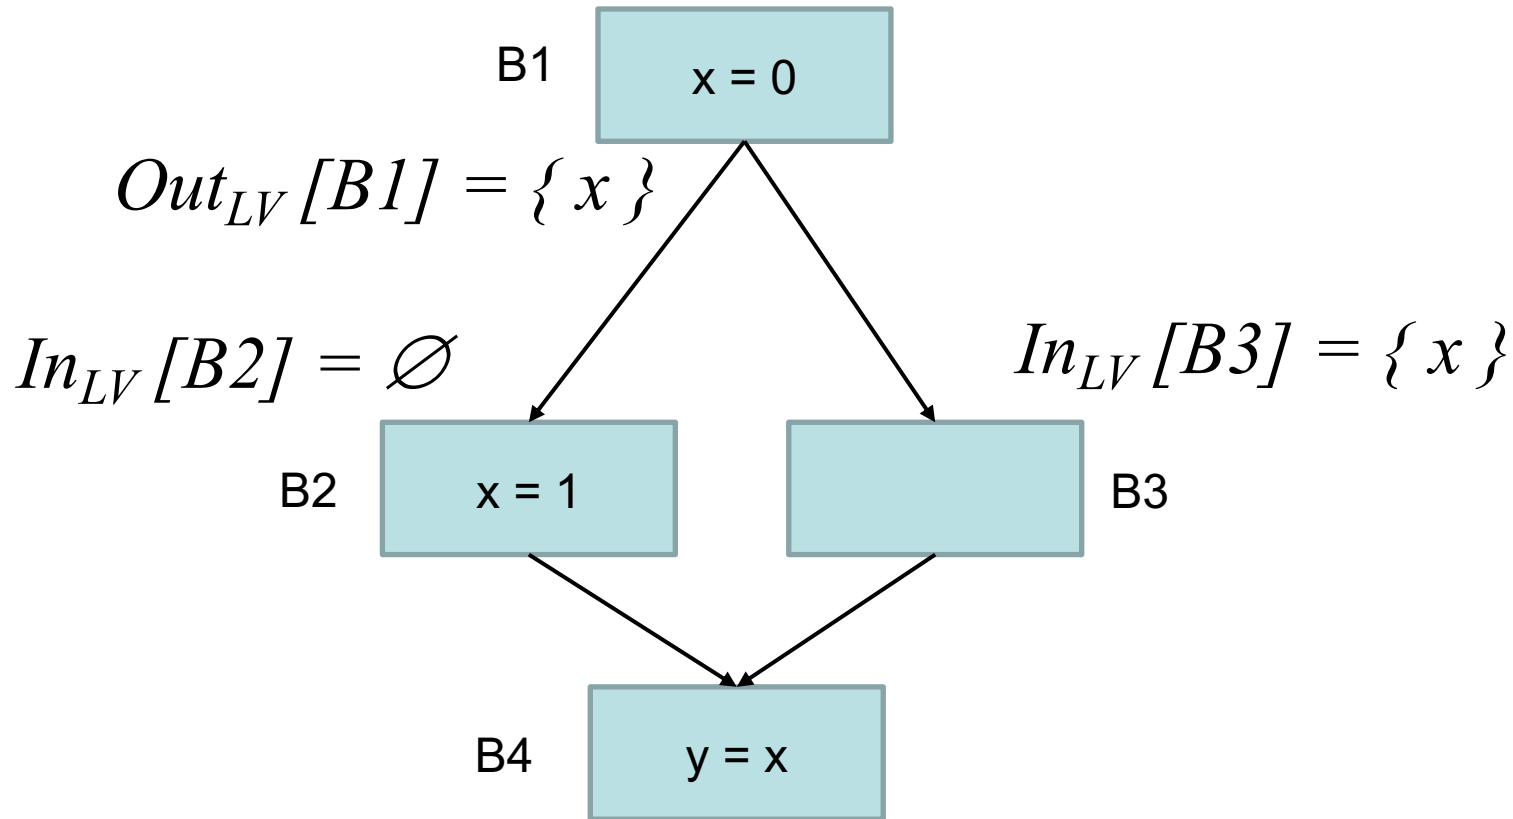 B1
x = 0
Out_LV [B1] = { x }
In_LV [B2] = ∅
In_LV [B3] = { x }
B2
x = 1
B3
B4
y = x